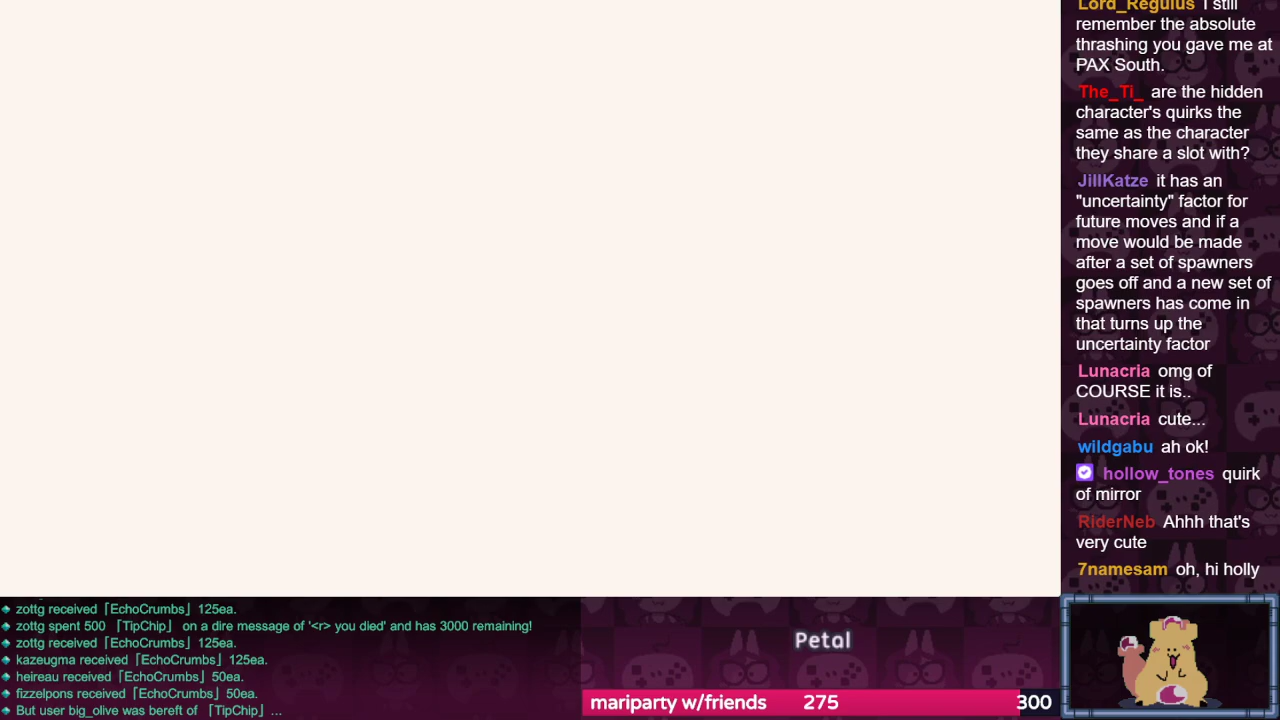 Lord_Regulus I still
remember the absolute
thrashing you gave me at
PAX South.
The_Ti_ are the hidden
character's quirks the
same as the character
they share a slot with?
JillKatze it has an
"uncertainty" factor for
future moves and if a
move would be made
after a set of spawners
goes off and a new set of
spawners has come in
that turns up the
uncertainty factor
Lunacria omg of
COURSE it is..
Lunacria cute...
wildgabu ah ok!
hollow_tones quirk
of mirror
RiderNeb Ahhh that's
very cute
7namesam oh, hi holly
zottg received「EchoCrumbs」125ea.
zottg spent 500 「TipChip」 on a dire message of '<r> you died' and has 3000 remaining!
zottg received「EchoCrumbs」125ea.
kazeugma received「EchoCrumbs」125ea.
heireau received「EchoCrumbs」50ea.
fizzelpons received「EchoCrumbs」50ea.
But user big_olive was bereft of 「TipChip」 ...
Petal
mariparty w/friends 275 300